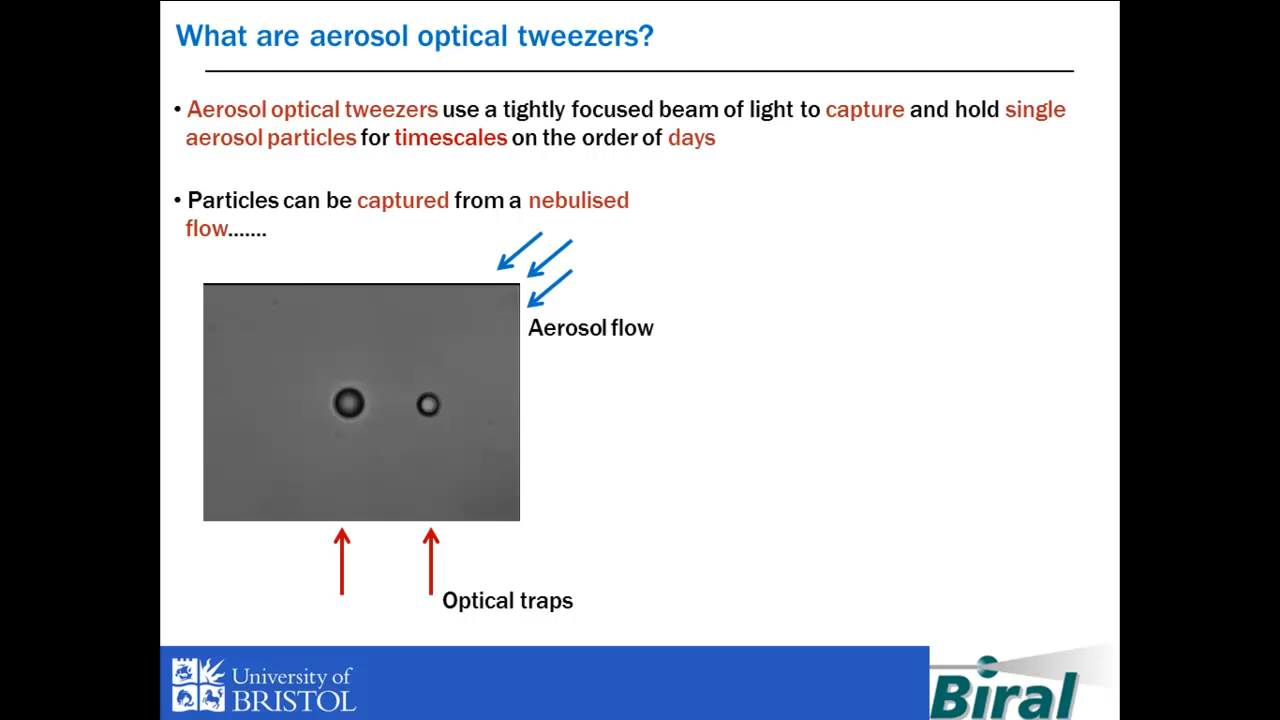 What are aerosol optical tweezers?
• Aerosol optical tweezers use a tightly focused beam of light to capture and hold single
aerosol particles for timescales on the order of days
• Particles can be captured from a nebulised
flow.......
Aerosol flow
Optical traps
University of
BRISTOL
Biral